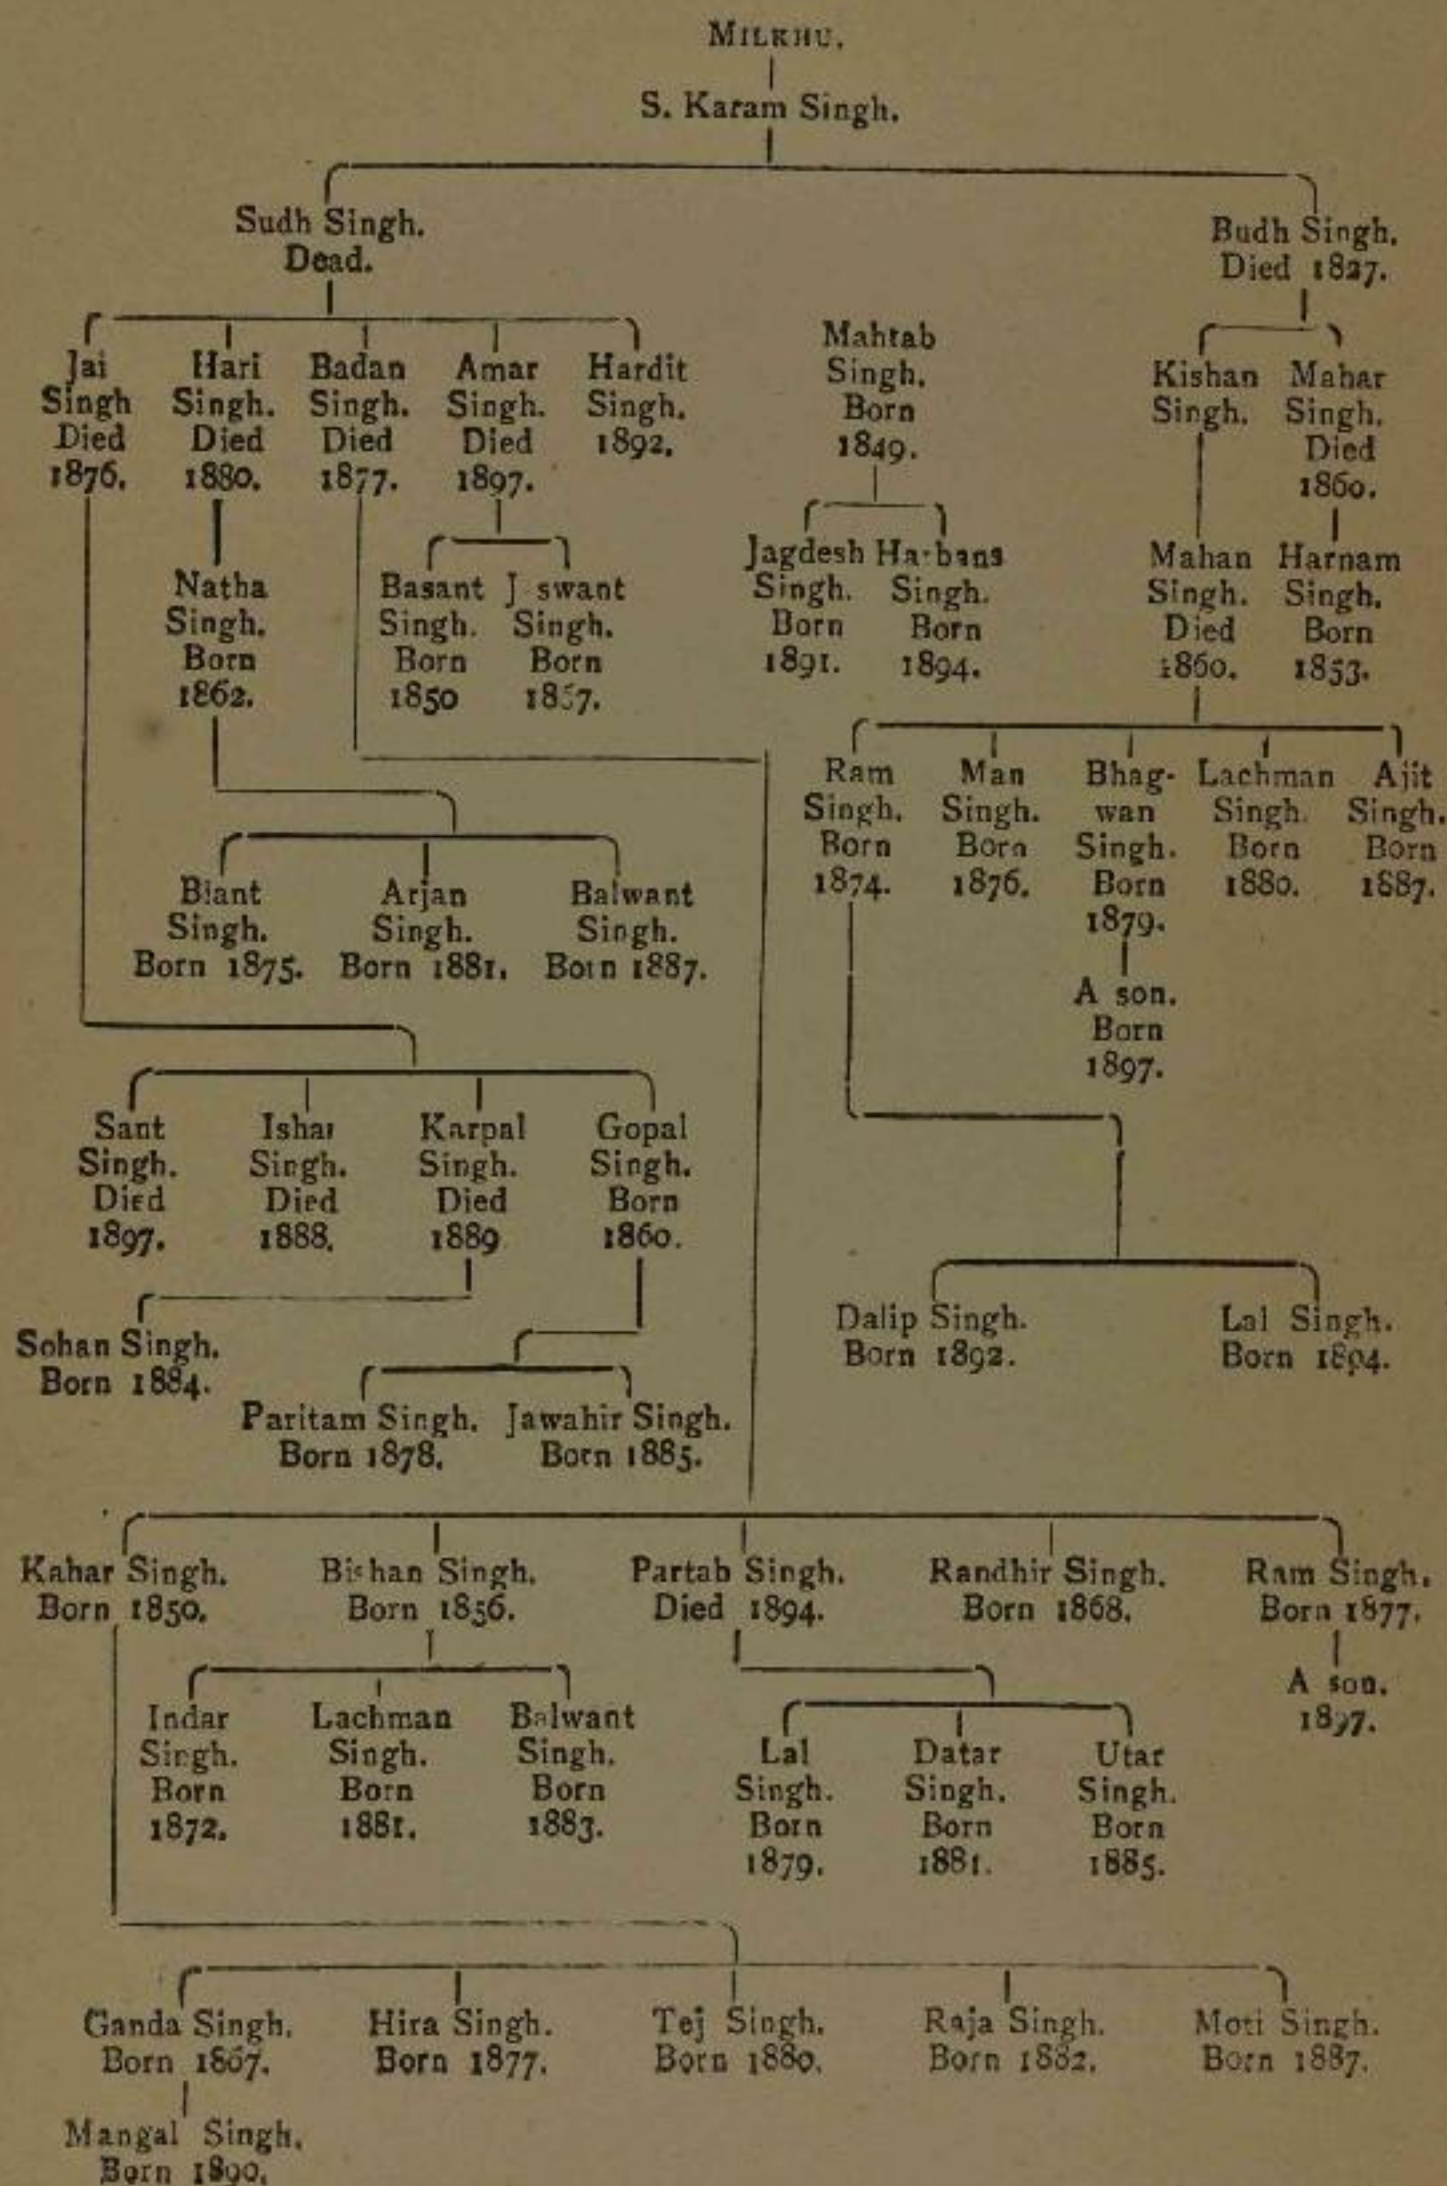 MILKHU.
S. Karam Singh.
Sudh Singh.
Dead.
Budh Singh.
Died 1827.
Jai
Singh
Died
1876.
Hari
Singh.
Died
1880.
Badan
Singh.
Died
1877.
Amar
Singh.
Died
1897.
Hardit
Singh.
1892.
Mahtab
Singh.
Born
1849.
Kishan
Singh.
Mahar
Singh.
Died
1860.
Natha
Singh.
Born
1862.
Basant
Singh.
Born
1850
J swant
Singh.
Born
Jagdesh
Singh.
Born
1891.
Harbans
Singh.
Born
1894.
Mahan
Singh.
Died
1860.
Harnam
Singh.
Born
1853.
Ram
Singh.
Born
1874.
Man
Singh.
Born
1876.
Bhag-
wan
Singh.
Born
1879.
Lachman
Singh.
Born
1880.
Ajit
Singh.
Born
1887.
A son.
Born
1897.
Biant
Singh.
Born 1875.
Arjan
Singh.
Born 1881.
Balwant
Singh.
Born 1887.
Sant
Singh.
Died
1897.
Ishar
Singh.
Died
1888.
Karpal
Singh.
Died
1889
Gopal
Singh.
Born
1860.
Sohan Singh.
Born 1884.
Paritam Singh.
Born 1878.
Jawahir Singh.
Born 1885.
Dalip Singh.
Born 1892.
Lal Singh.
Born 1894.
Kahar Singh.
Born 1850.
Bishan Singh.
Born 1856.
Partab Singh.
Died 1894.
Randhir Singh.
Born 1868.
Ram Singh.
Born 1877.
A son.
1897.
Indar
Singh.
Born
1872.
Lachman
Singh.
Born
1881.
Balwant
Singh.
Born
1883.
Lal
Singh.
Born
1879.
Datar
Singh.
Born
1881.
Utar
Singh.
Born
1885.
Ganda Singh.
Born 1867.
Hira Singh.
Born 1877.
Tej Singh.
Born 1880.
Raja Singh.
Born 1882.
Moti Singh.
Born 1887.
Mangal Singh.
Born 1890.